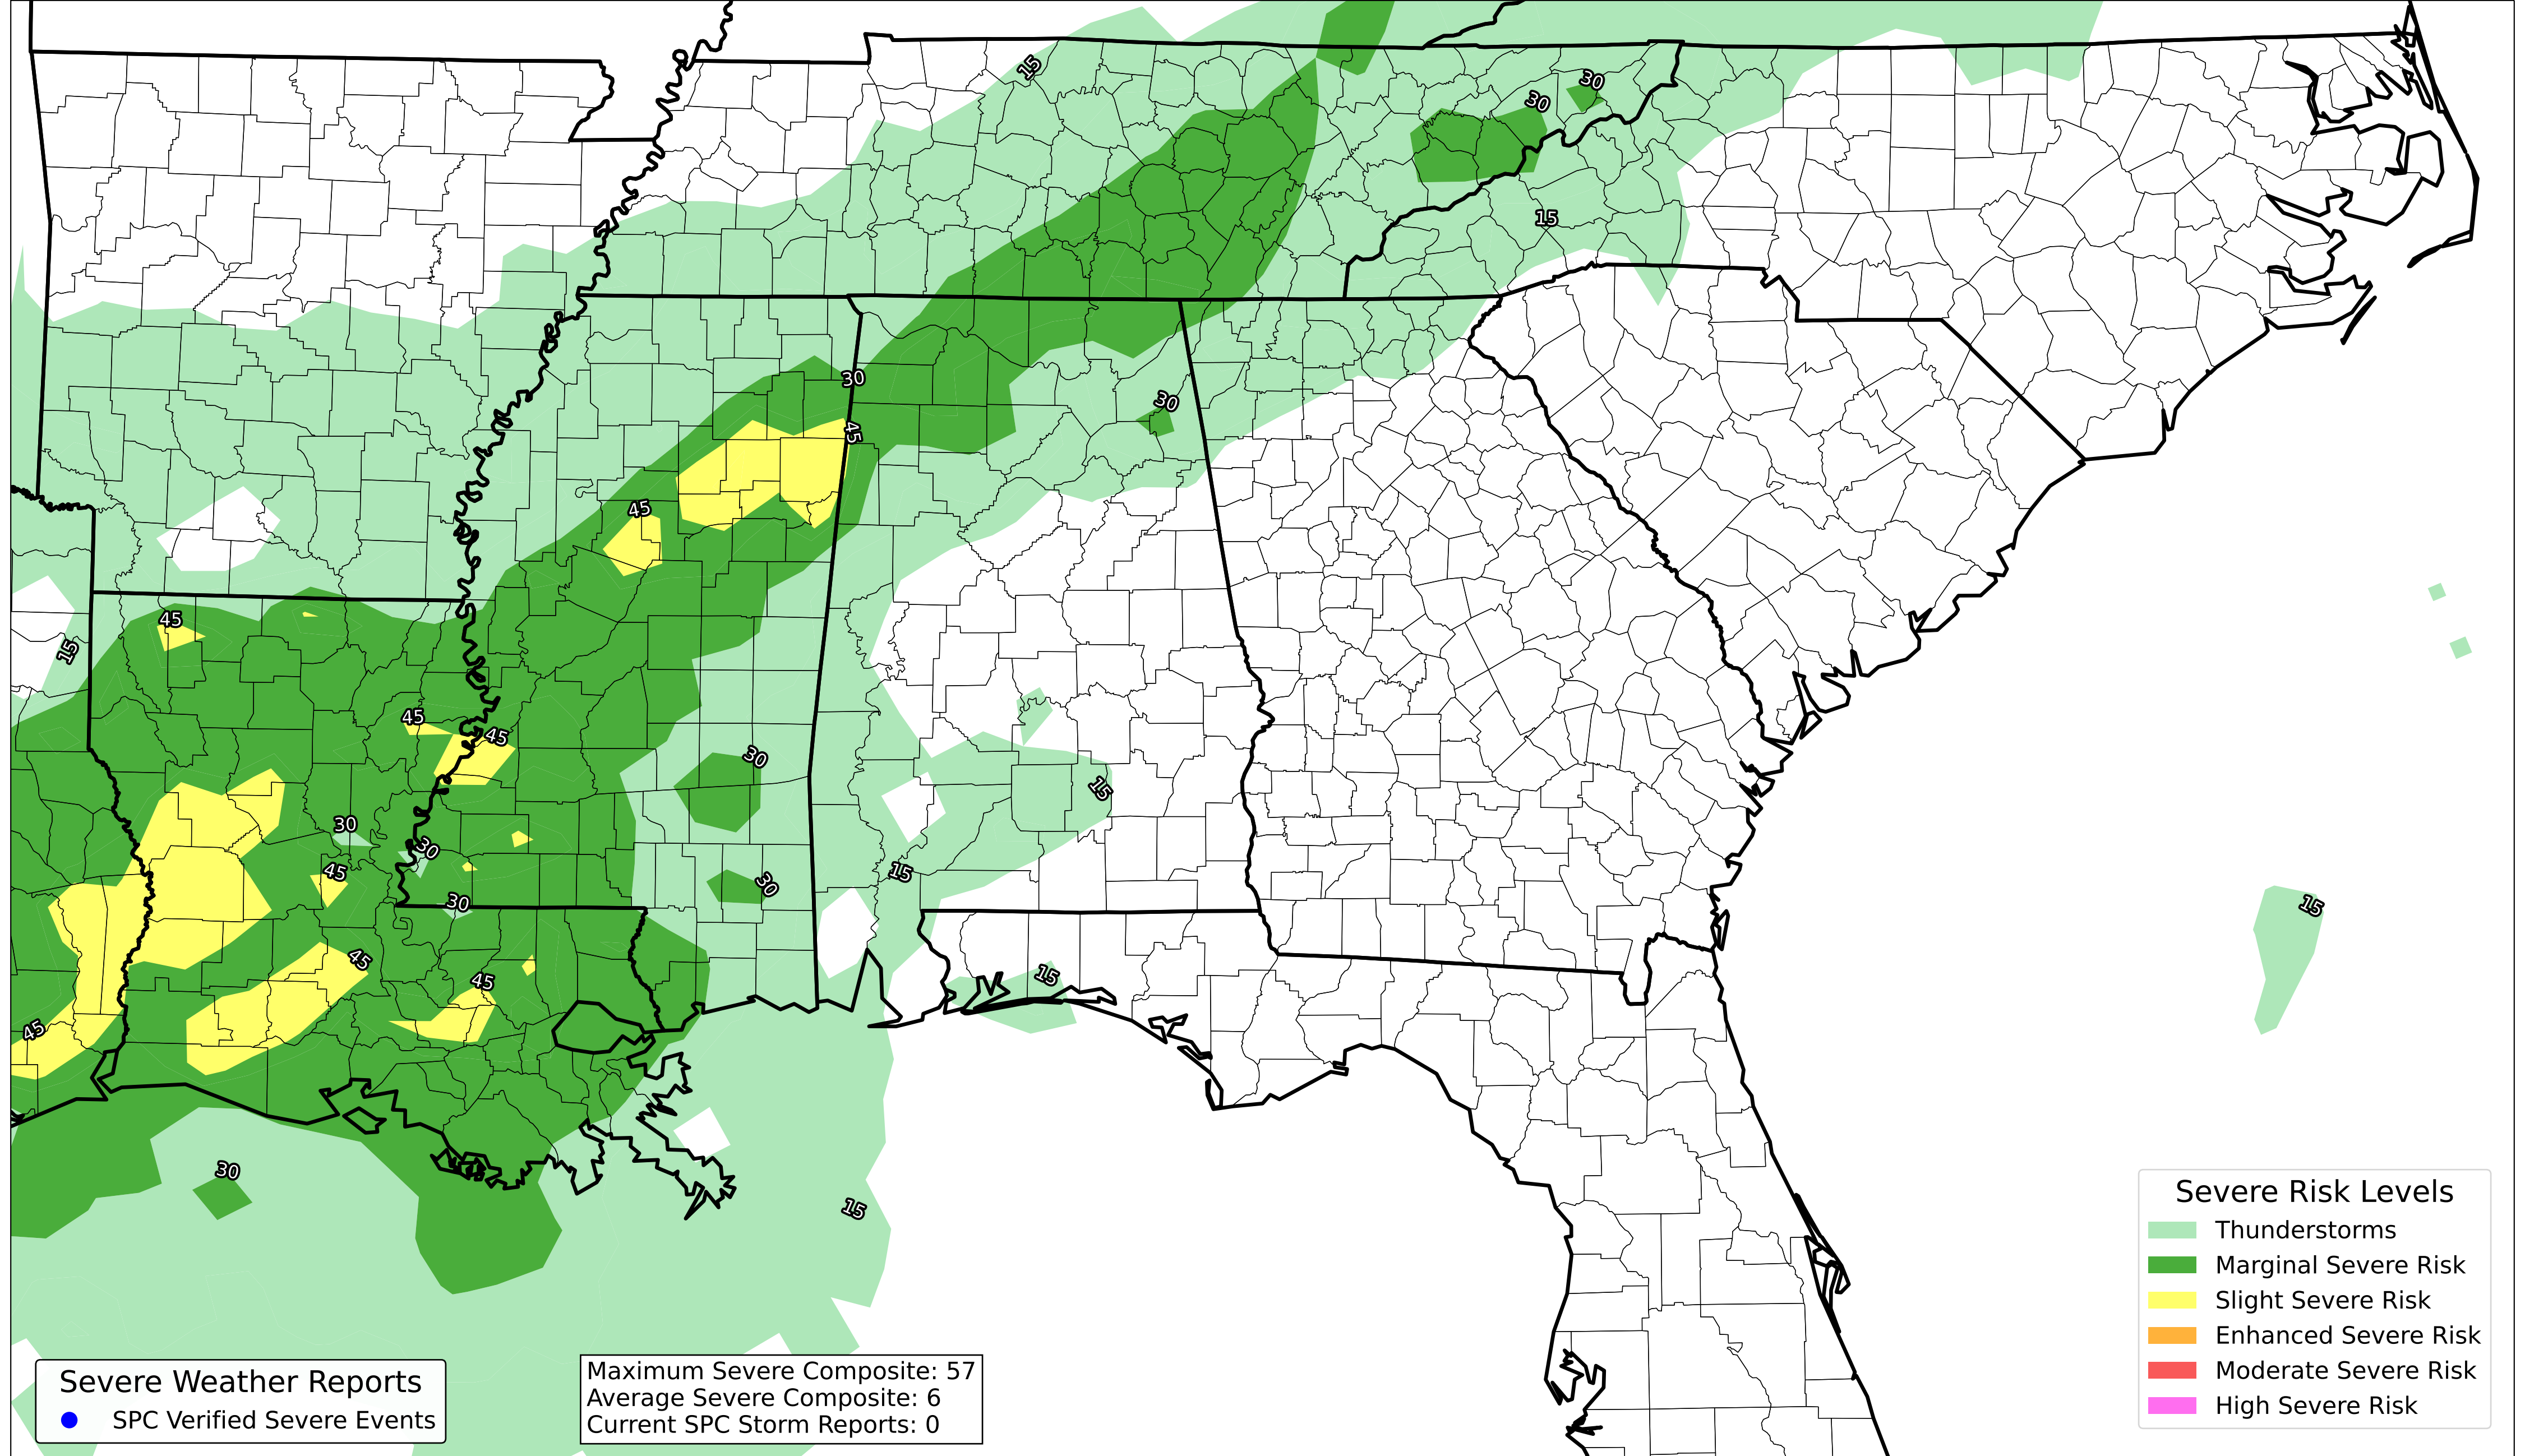 15
30
30
15
30
30
45
45
45
15
45
45
30
30
30
45
15
15
30
30
15
45
45
15
45
30
15
Severe Risk Levels
Thunderstorms
Marginal Severe Risk
Slight Severe Risk
Enhanced Severe Risk
Moderate Severe Risk
High Severe Risk
Severe Weather Reports
SPC Verified Severe Events
Maximum Severe Composite: 57
Average Severe Composite: 6
Current SPC Storm Reports: 0